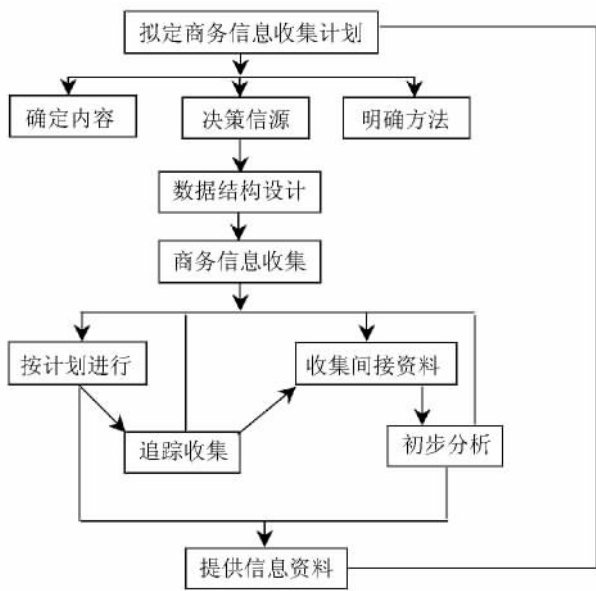 拟定商务信息收集计划
确定内容
决策信源
明确方法
数据结构设计
商务信息收集
按计划进行
收集间接资料
追踪收集
初步分析
提供信息资料